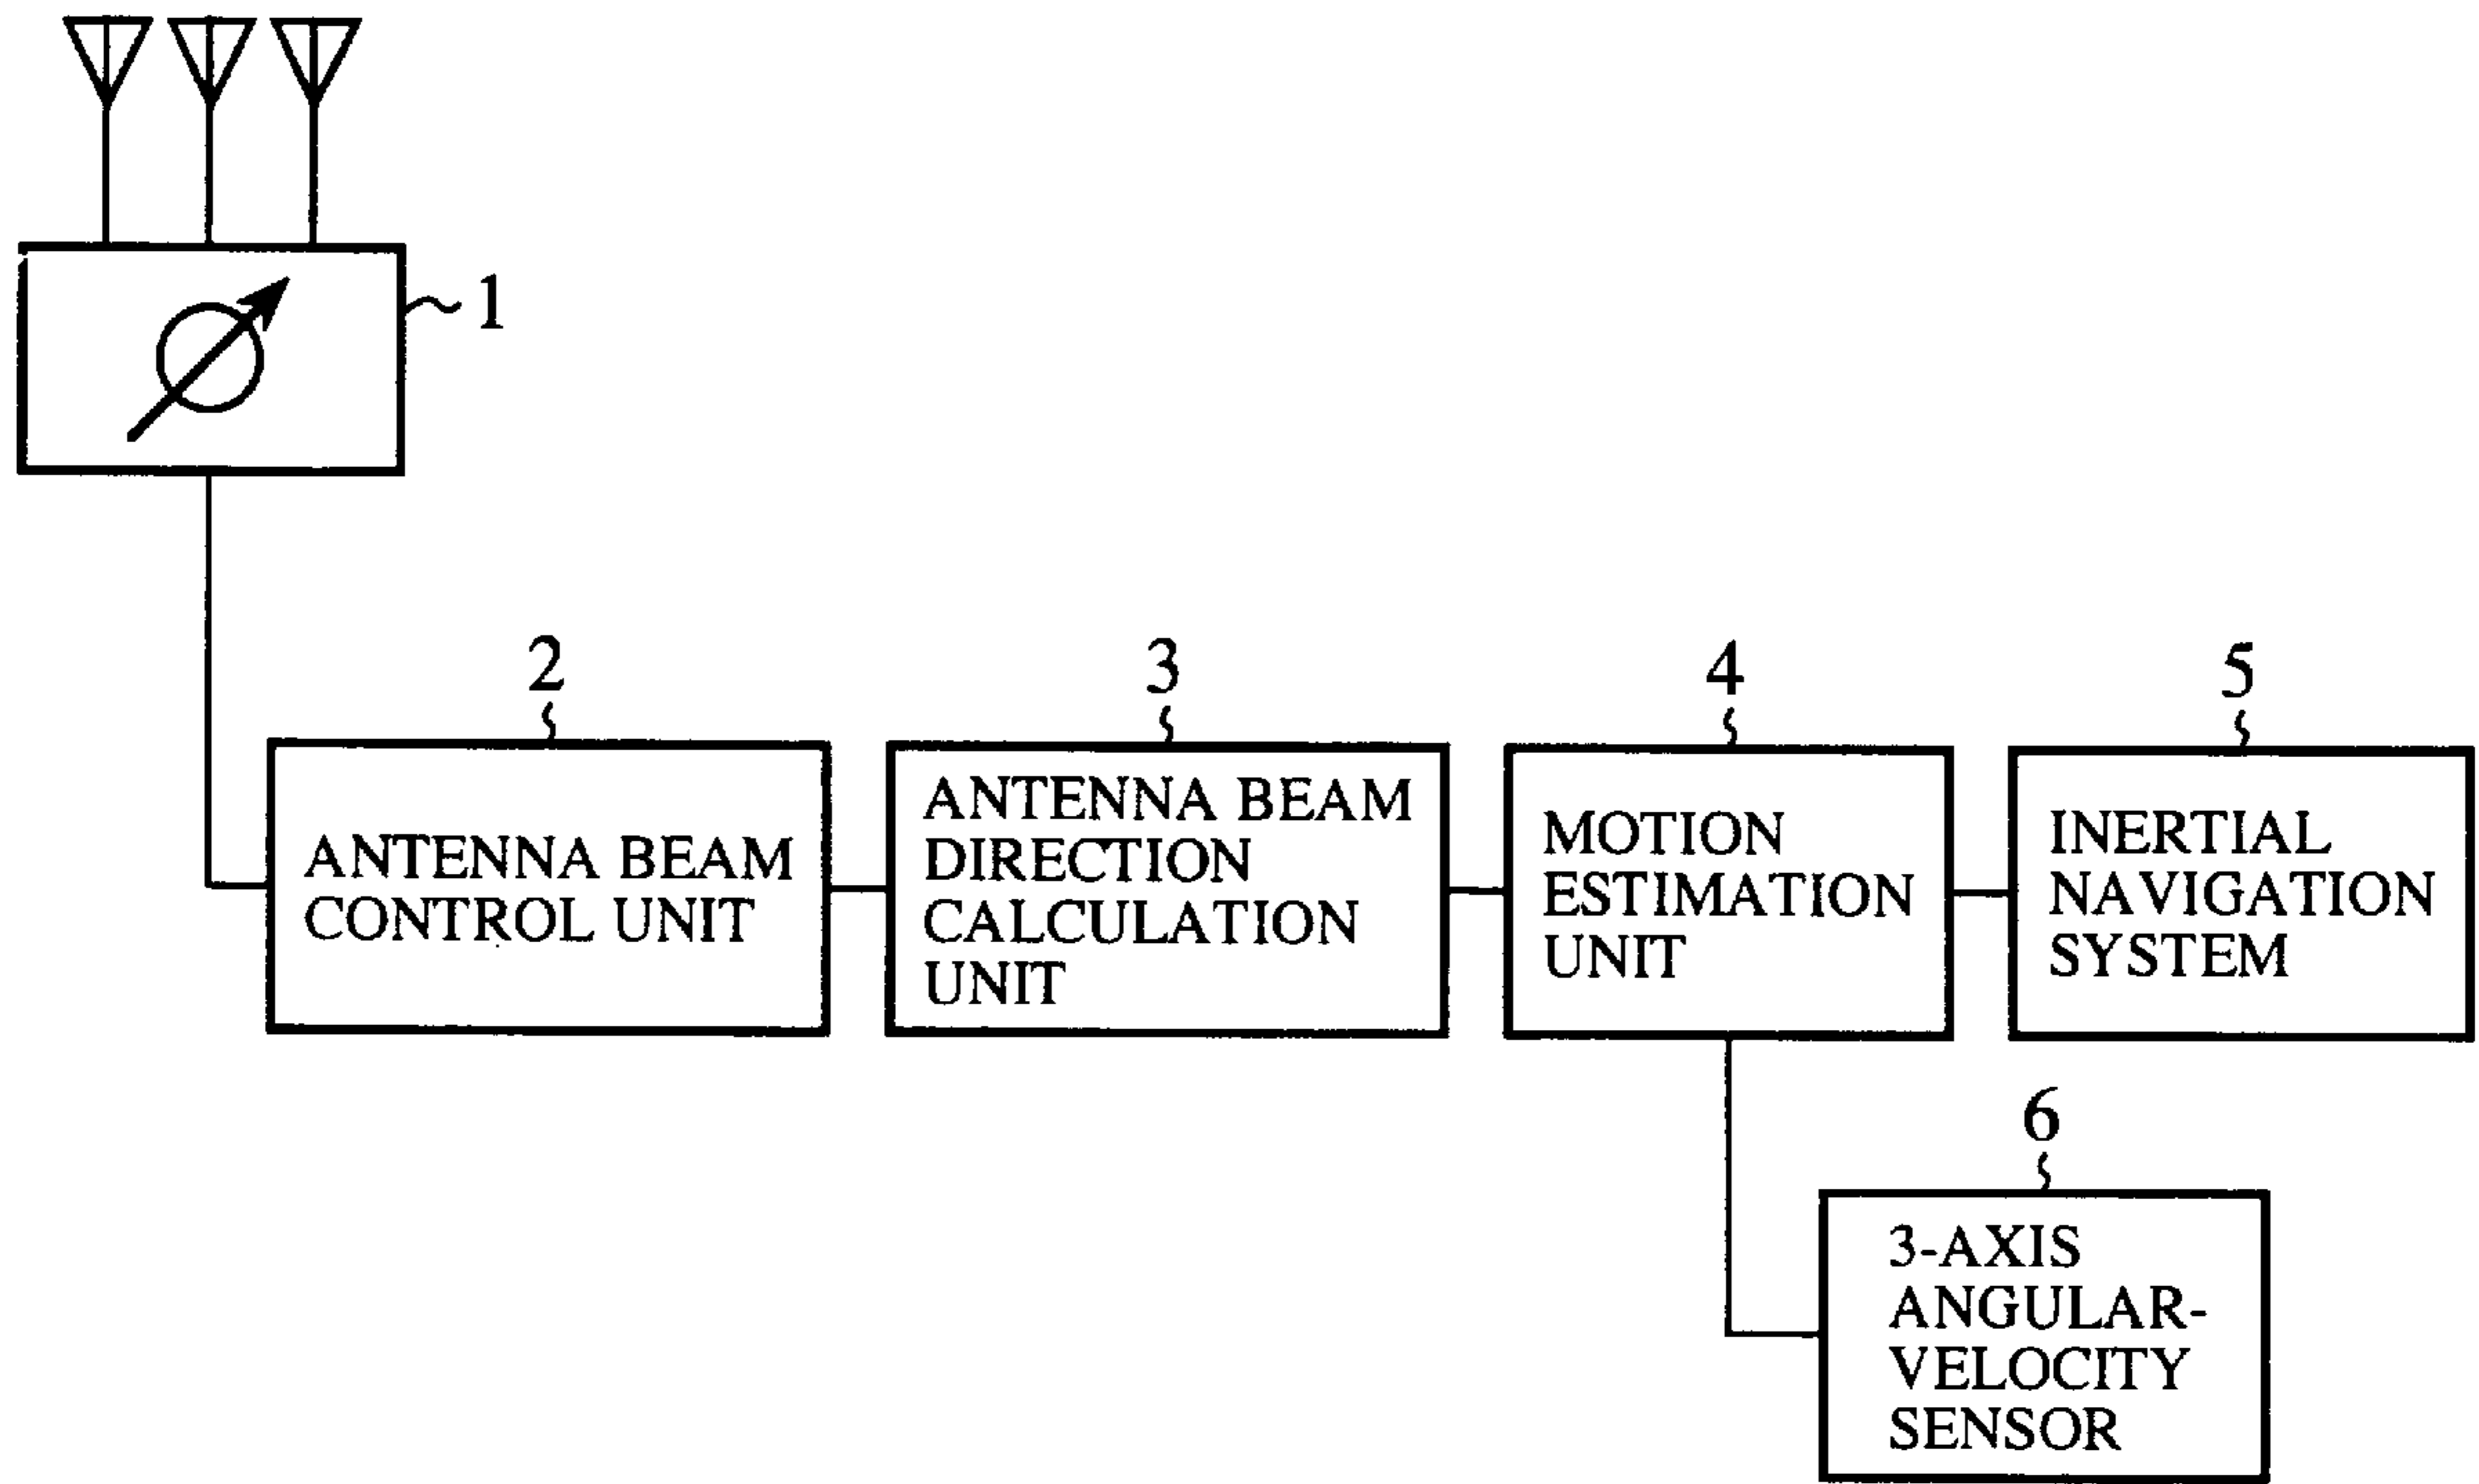 1
2
3
4
5
ANTENNA BEAM
CONTROL UNIT
ANTENNA BEAM
DIRECTION
CALCULATION
UNIT
MOTION
ESTIMATION
UNIT
INERTIAL
NAVIGATION
SYSTEM
6
3-AXIS
ANGULAR-
VELOCITY
SENSOR